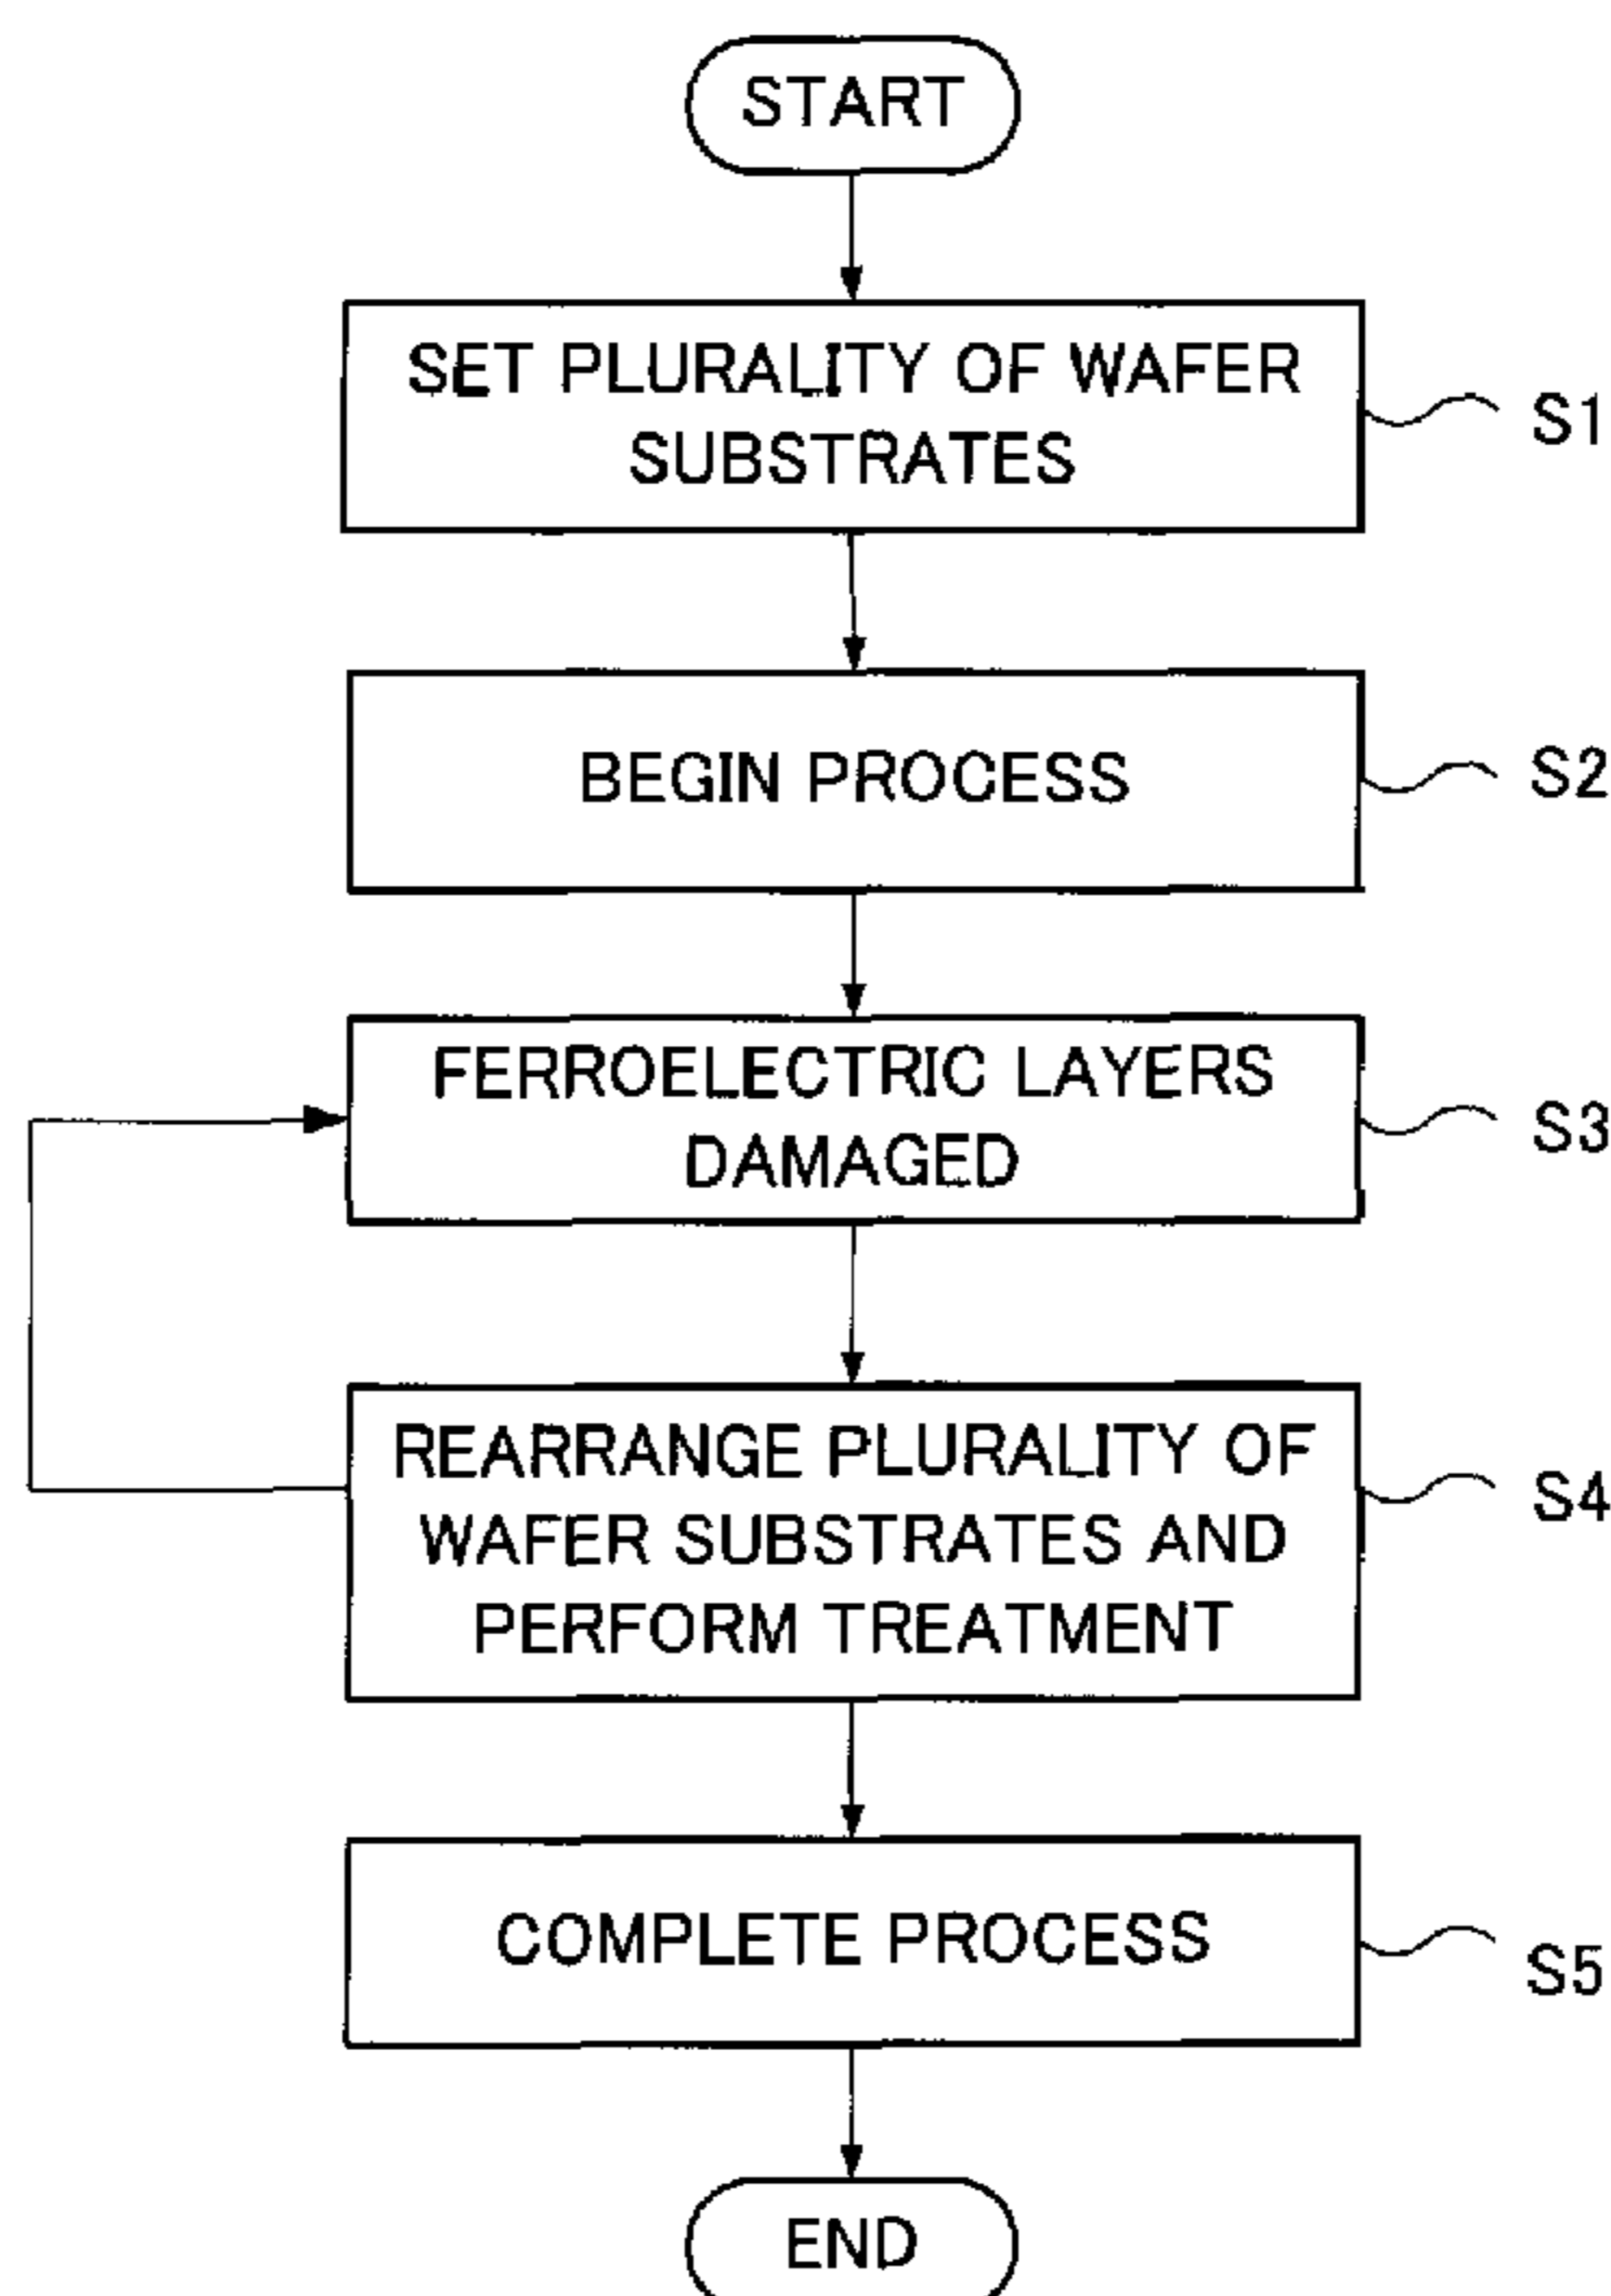 START
SET PLURALITY OF WAFER
SUBSTRATES
S1
BEGIN PROCESS
S2
FERROELECTRIC LAYERS
DAMAGED
S3
REARRANGE PLURALITY OF
WAFER SUBSTRATES AND
PERFORM TREATMENT
S4
COMPLETE PROCESS
S5
END